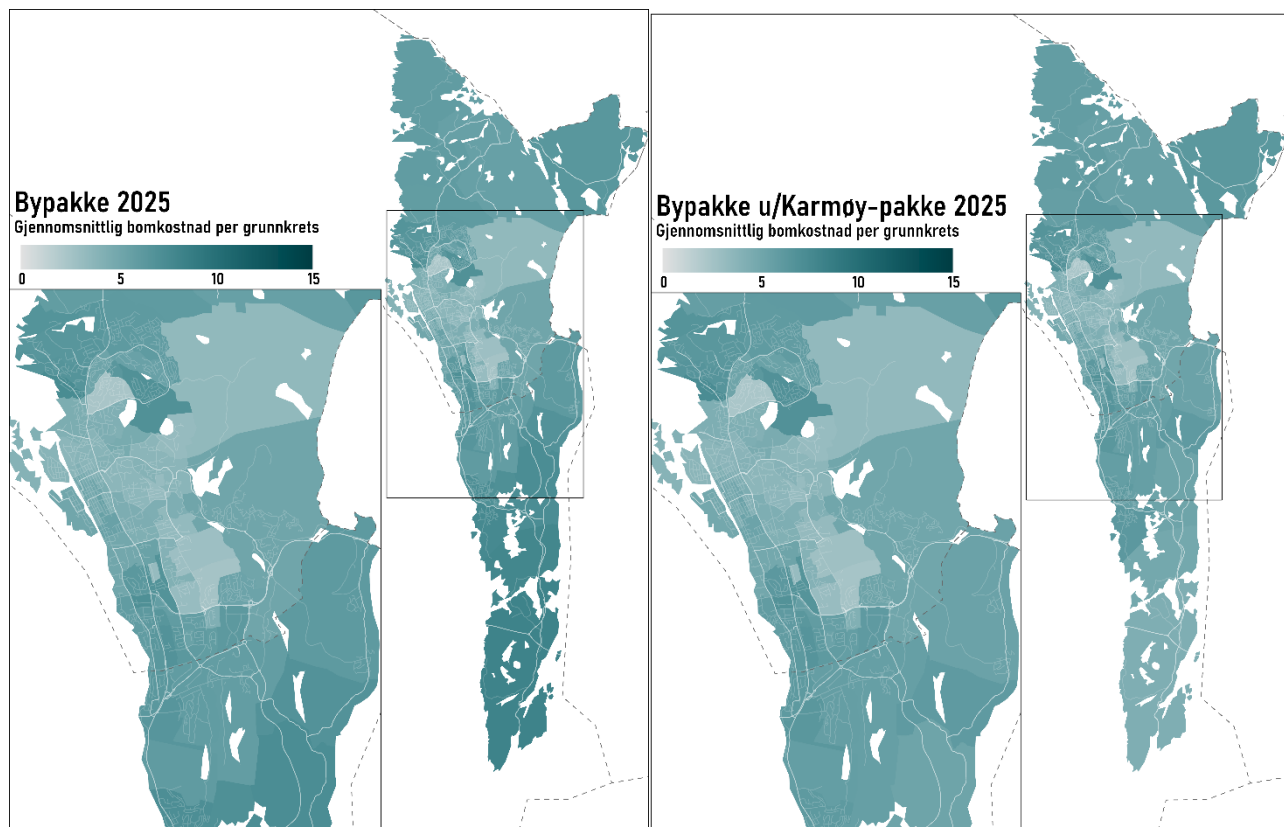 Bypakke 2025
Gjennomsnittlig bomkostnad per grunnkrets
0 5 10 15
Bypakke u/Karmøy-pakke 2025
Gjennomsnittlig bomkostnad per grunnkrets
0 5 10 15